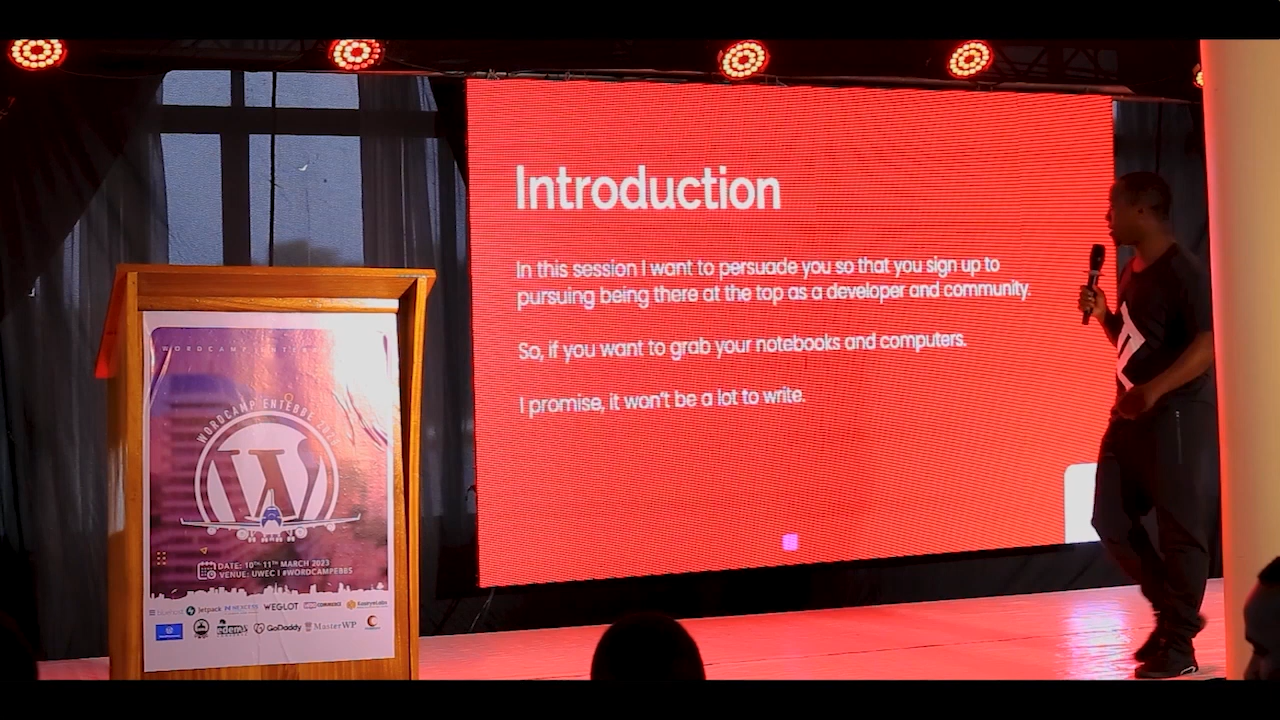 Introduction
In this session I want to persuade you so that you sign up to
pursuing being there at the top as a developer and community.
So, if you want to grab your notebooks and computers.
I promise, it won't be a lot to write.
WORDCAMP ENTEBBE 2023
DATE: 10TH- 11TH MARCH 2023
VENUE: UWEC I #WORDCAMPEBBS
bluehost Jetpack WEGLOT
GoDaddy MasterWP